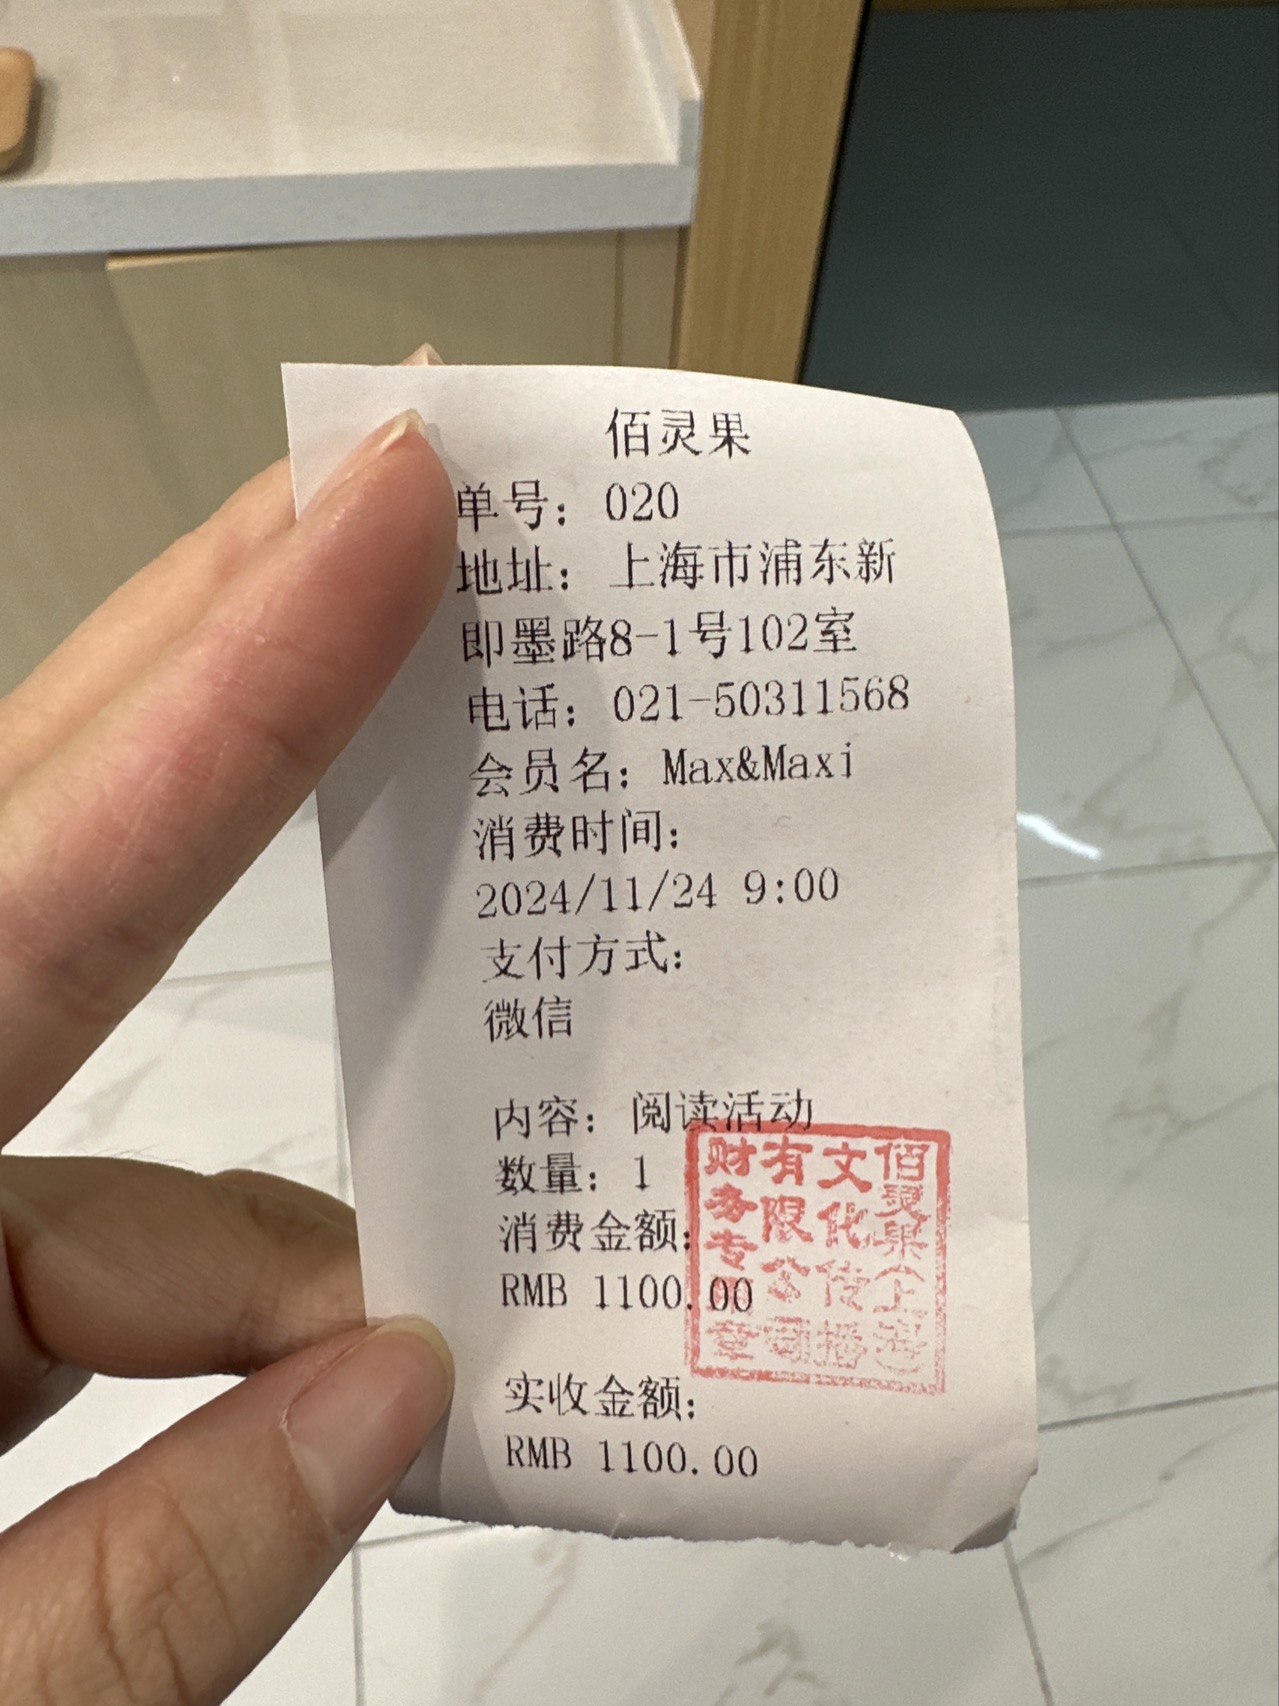 佰灵果
单号：020
地址：上海市浦东新
即墨路8-1号102室
电话：021-50311568
会员名：Max&Maxi
消费时间：
2024/11/24 9:00
支付方式：
微信
内容：阅读活动
数量：1
消费金额：
RMB 1100.00
实收金额：
RMB 1100.00
佰灵果(上海)
文化传播
有限公司
财务专用章